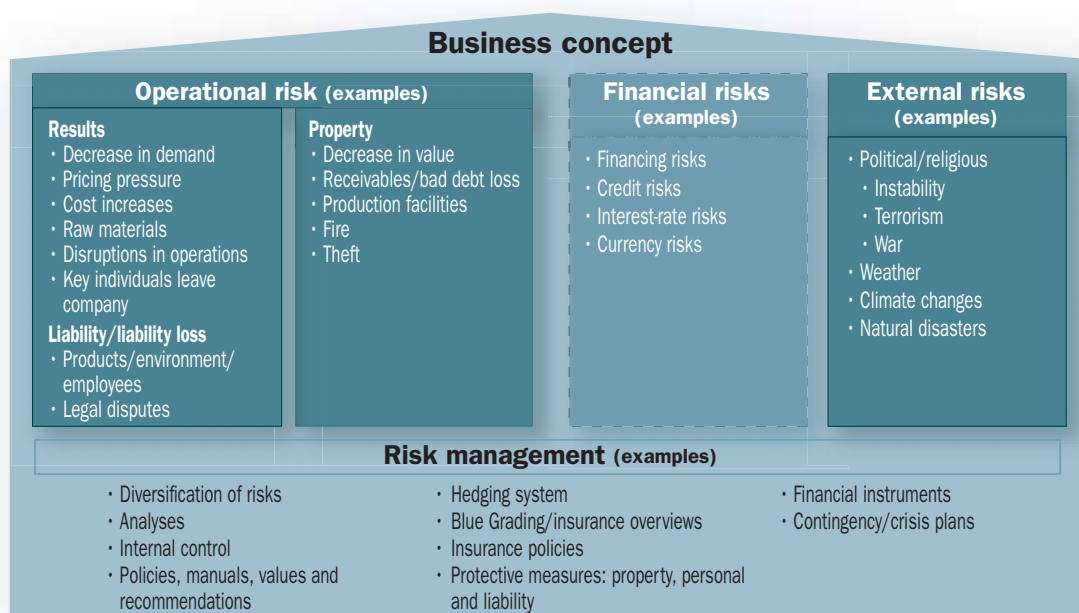 Business concept
Operational risk (examples)
Results
· Decrease in demand
· Pricing pressure
· Cost increases
· Raw materials
· Disruptions in operations
· Key individuals leave
company
Liability/liability loss
· Products/environment/
employees
· Legal disputes
Property
· Decrease in value
· Receivables/bad debt loss
· Production facilities
· Fire
· Theft
Financial risks
(examples)
· Financing risks
· Credit risks
· Interest-rate risks
· Currency risks
External risks
(examples)
· Political/religious
· Instability
· Terrorism
· War
· Weather
· Climate changes
· Natural disasters
Risk management (examples)
· Diversification of risks
· Analyses
· Internal control
· Policies, manuals, values and
recommendations
· Hedging system
· Blue Grading/insurance overviews
· Insurance policies
· Protective measures: property, personal
and liability
· Financial instruments
· Contingency/crisis plans